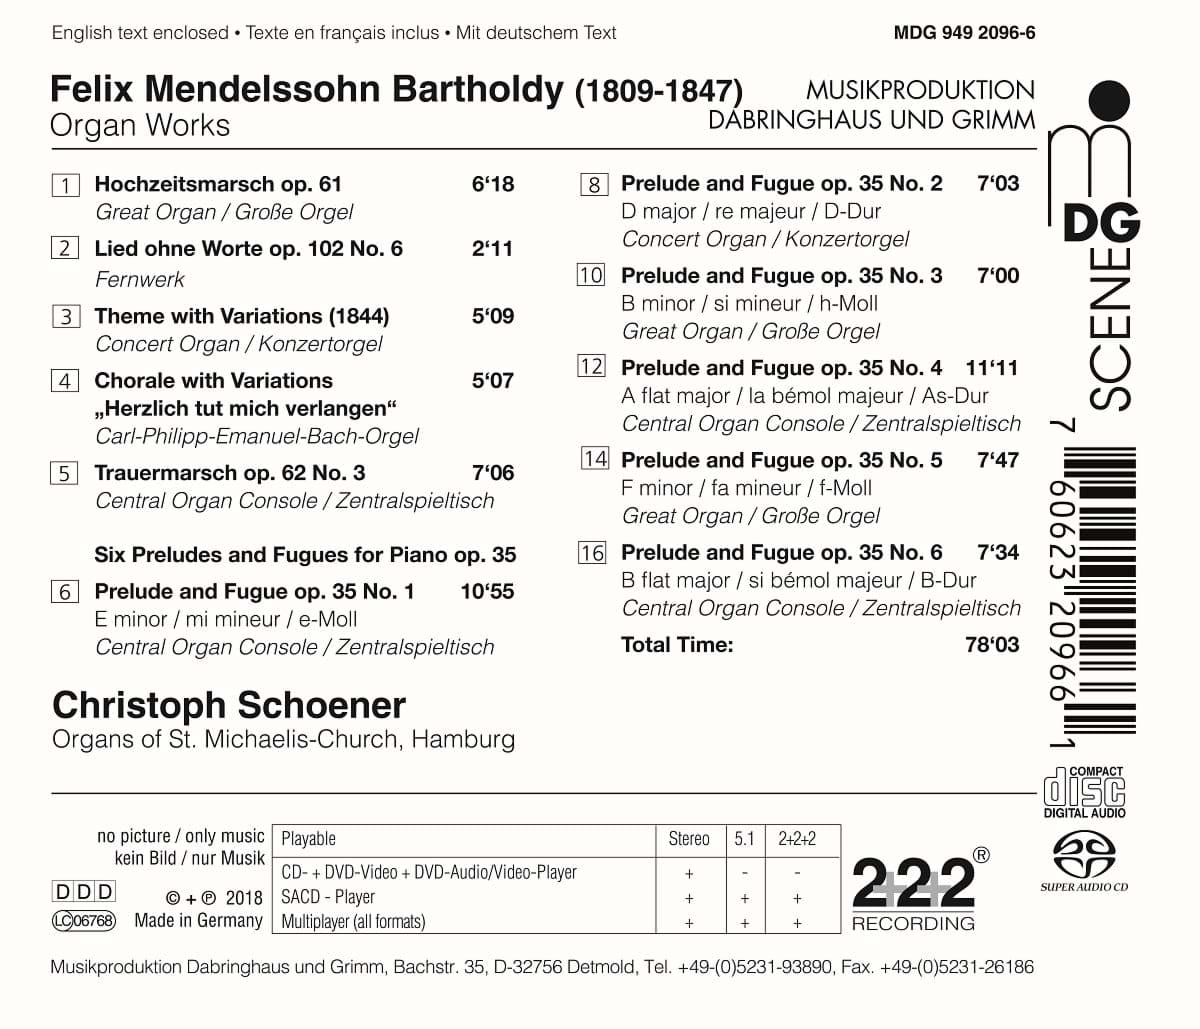 English text enclosed • Texte en français inclus • Mit deutschem Text
MDG 949 2096-6
Felix Mendelssohn Bartholdy (1809-1847)
Organ Works
MUSIKPRODUKTION
DABRINGHAUS UND GRIMM
1 Hochzeitsmarsch op. 61 6‘18
Great Organ / Große Orgel
2 Lied ohne Worte op. 102 No. 6 2‘11
Fernwerk
3 Theme with Variations (1844) 5‘09
Concert Organ / Konzertorgel
4 Chorale with Variations 5‘07
„Herzlich tut mich verlangen“
Carl-Philipp-Emanuel-Bach-Orgel
5 Trauermarsch op. 62 No. 3 7‘06
Central Organ Console / Zentralspieltisch
Six Preludes and Fugues for Piano op. 35
6 Prelude and Fugue op. 35 No. 1 10‘55
E minor / mi mineur / e-Moll
Central Organ Console / Zentralspieltisch
8 Prelude and Fugue op. 35 No. 2 7‘03
D major / re majeur / D-Dur
Concert Organ / Konzertorgel
10 Prelude and Fugue op. 35 No. 3 7‘00
B minor / si mineur / h-Moll
Great Organ / Große Orgel
12 Prelude and Fugue op. 35 No. 4 11‘11
A flat major / la bémol majeur / As-Dur
Central Organ Console / Zentralspieltisch
14 Prelude and Fugue op. 35 No. 5 7‘47
F minor / fa mineur / f-Moll
Great Organ / Große Orgel
16 Prelude and Fugue op. 35 No. 6 7‘34
B flat major / si bémol majeur / B-Dur
Central Organ Console / Zentralspieltisch
Total Time: 78‘03
Christoph Schoener
Organs of St. Michaelis-Church, Hamburg
mDG
SCENE
7 60623 20966 1
COMPACT
disc
DIGITAL AUDIO
SUPER AUDIO CD
no picture / only music
kein Bild / nur Musik
DDD
LC 06768
© + ℗ 2018
Made in Germany
Playable Stereo 5.1 2+2+2
CD- + DVD-Video + DVD-Audio/Video-Player + - -
SACD - Player + + +
Multiplayer (all formats) + + +
2+2+2 ®
RECORDING
Musikproduktion Dabringhaus und Grimm, Bachstr. 35, D-32756 Detmold, Tel. +49-(0)5231-93890, Fax. +49-(0)5231-26186